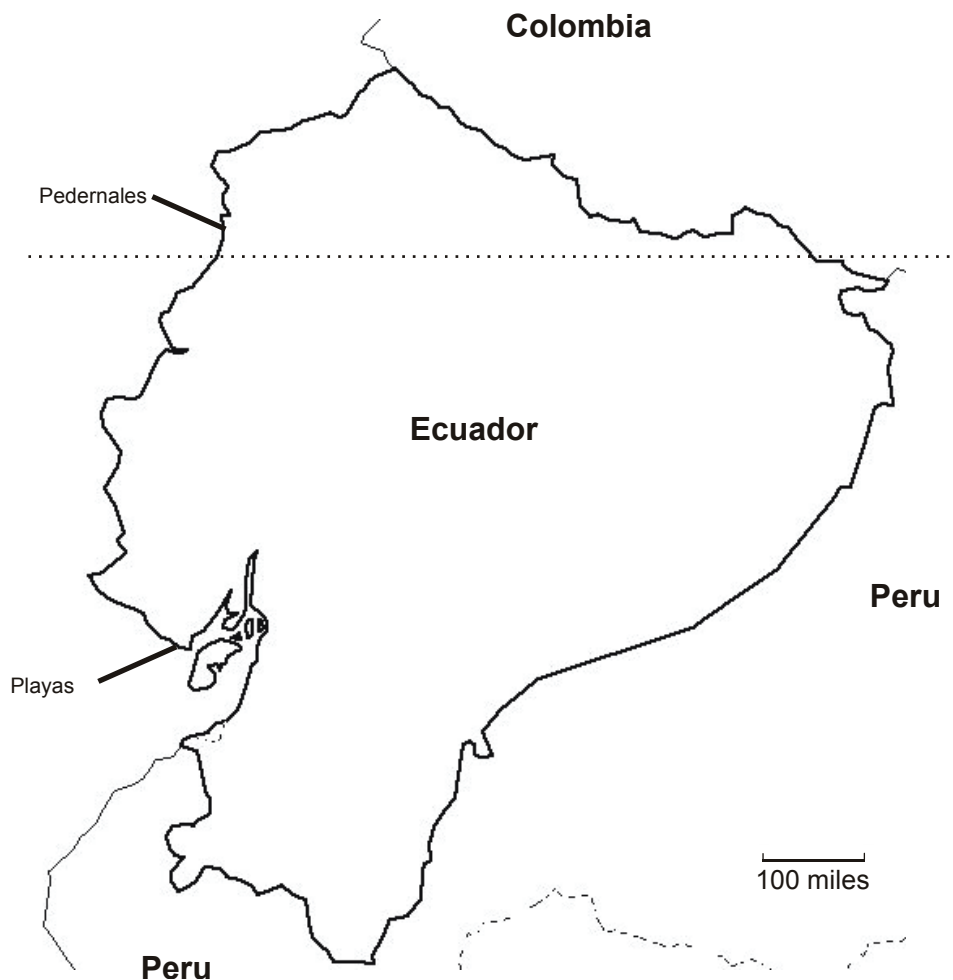 Colombia
Pedernales
Ecuador
Peru
Playas
100 miles
Peru